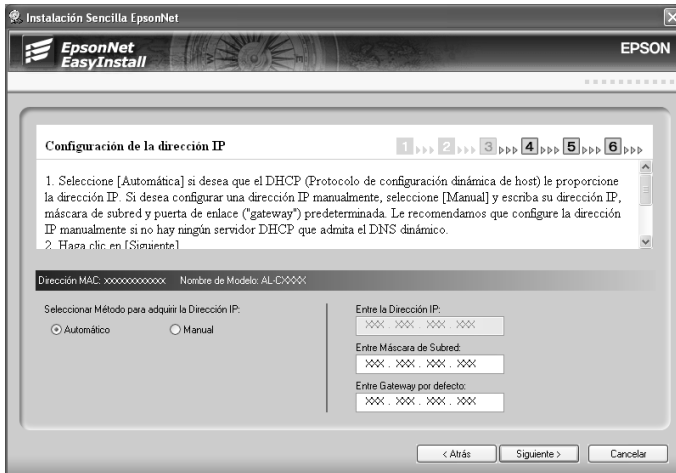 Instalación Sencilla EpsonNet
EpsonNet
EasyInstall
EPSON
Configuración de la dirección IP
1 2 3 4 5 6
1. Seleccione [Automática] si desea que el DHCP (Protocolo de configuración dinámica de host) le proporcione
la dirección IP. Si desea configurar una dirección IP manualmente, seleccione [Manual] y escriba su dirección IP,
máscara de subred y puerta de enlace ("gateway") predeterminada. Le recomendamos que configure la dirección
IP manualmente si no hay ningún servidor DHCP que admita el DNS dinámico.
2. Haga clic en [Siguiente]
Dirección MAC: xxxxxxxxxxxx Nombre de Modelo: AL-CXXXX
Seleccionar Método para adquirir la Dirección IP:
Automático Manual
Entre la Dirección IP:
XXX . XXX . XXX . XXX
Entre Máscara de Subred:
XXX . XXX . XXX . XXX
Entre Gateway por defecto:
XXX . XXX . XXX . XXX
< Atrás Siguiente > Cancelar